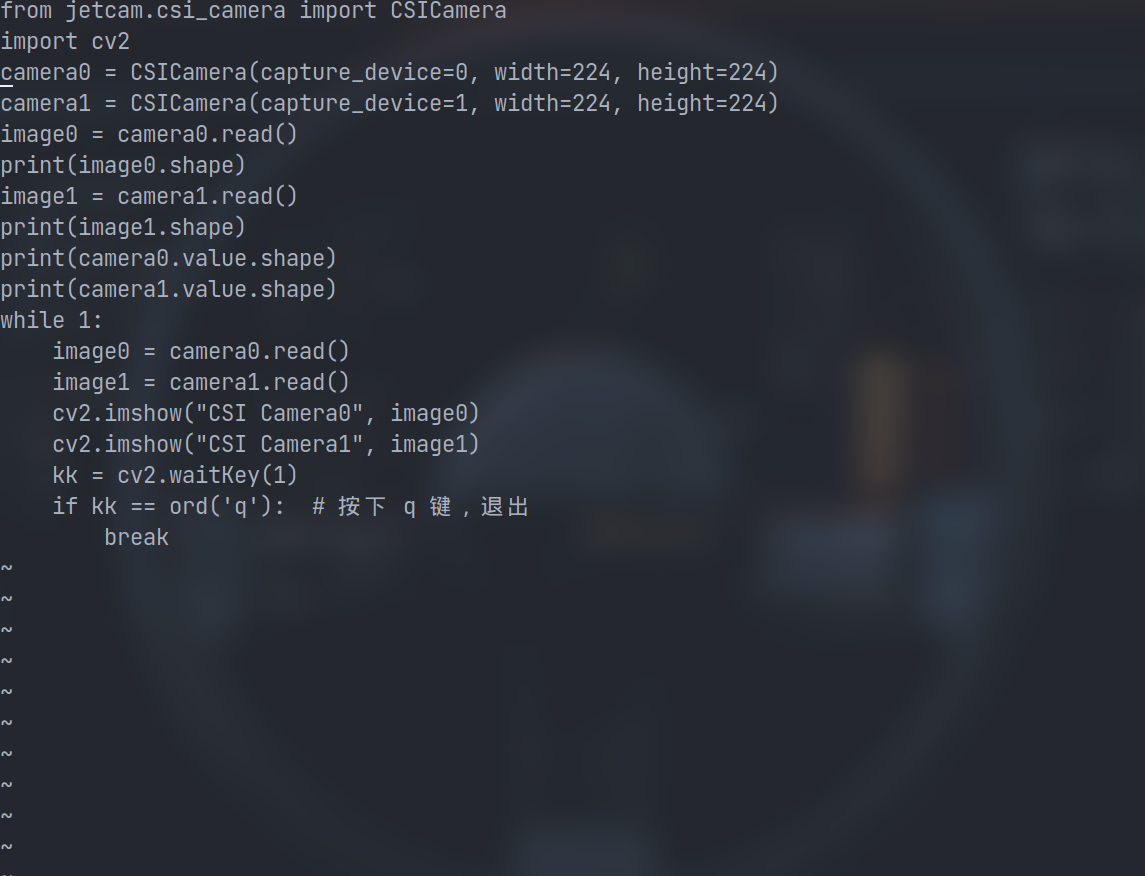 from jetcam.csi_camera import CSICamera
import cv2
camera0 = CSICamera(capture_device=0, width=224, height=224)
camera1 = CSICamera(capture_device=1, width=224, height=224)
image0 = camera0.read()
print(image0.shape)
image1 = camera1.read()
print(image1.shape)
print(camera0.value.shape)
print(camera1.value.shape)
while 1:
    image0 = camera0.read()
    image1 = camera1.read()
    cv2.imshow("CSI Camera0", image0)
    cv2.imshow("CSI Camera1", image1)
    kk = cv2.waitKey(1)
    if kk == ord('q'):  # 按下 q 键，退出
        break
~
~
~
~
~
~
~
~
~
~
~